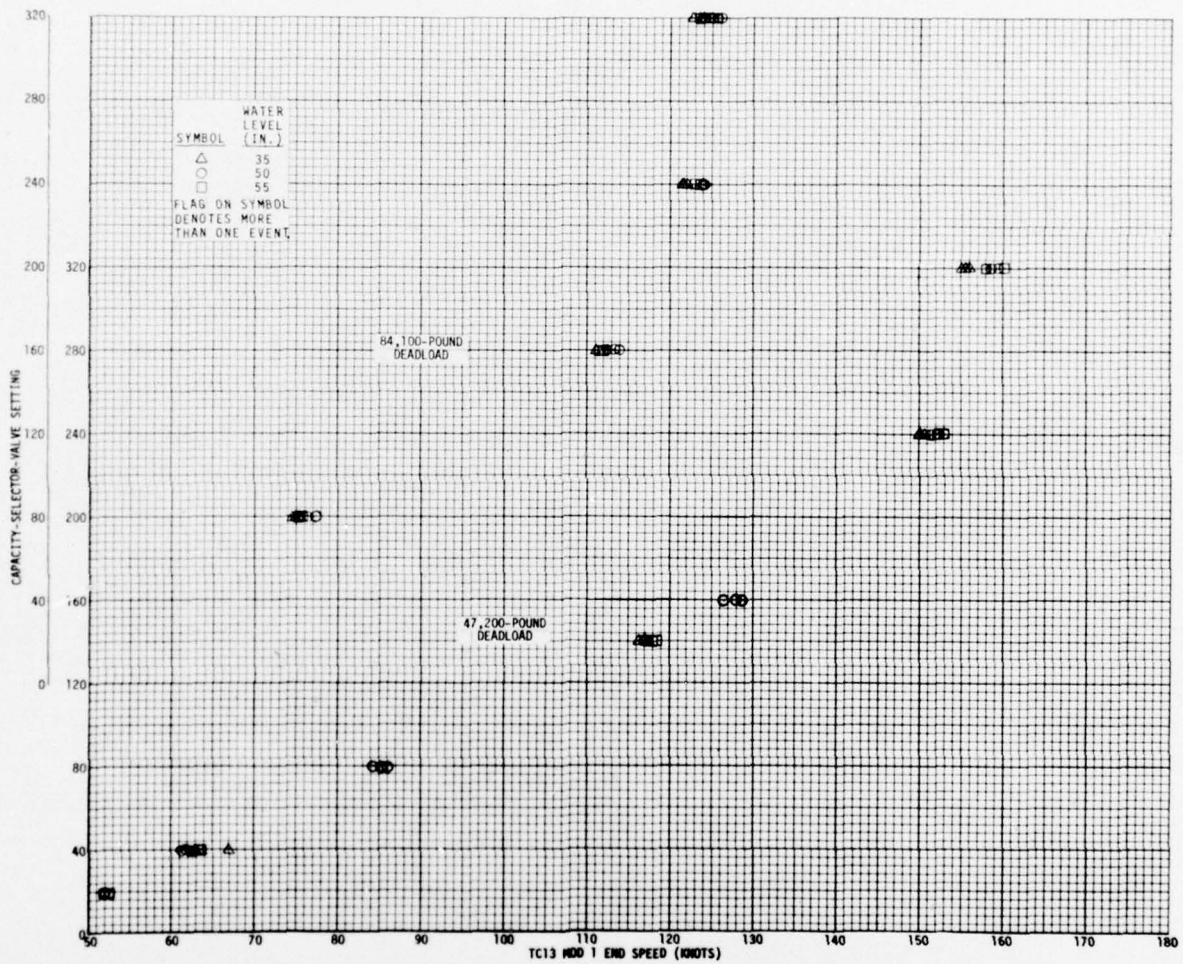 320
280
240
200
160
120
80
40
0
CAPACITY-SELECTOR-VALVE SETTING
320
280
240
200
160
120
80
40
0
WATER
LEVEL
SYMBOL (IN.)
△ 35
○ 50
□ 55
FLAG ON SYMBOL
DENOTES MORE
THAN ONE EVENT.
84,100-POUND
DEADLOAD
47,200-POUND
DEADLOAD
50 60 70 80 90 100 110 120 130 140 150 160 170 180
TC13 MOD 1 END SPEED (KNOTS)